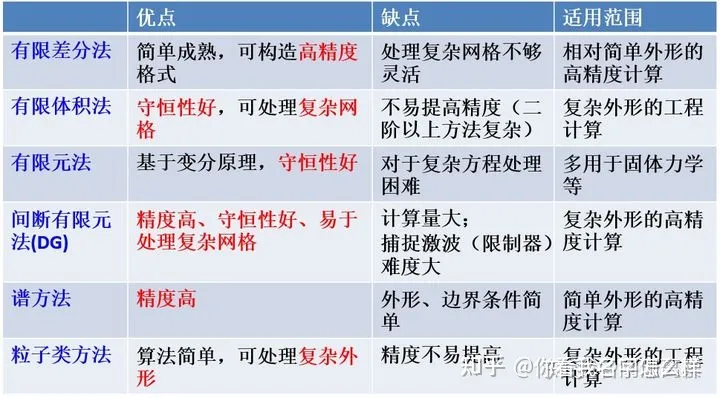 优点 缺点 适用范围
有限差分法 简单成熟，可构造高精度 处理复杂网格不够 相对简单外形的
格式 灵活 高精度计算
有限体积法 守恒性好，可处理复杂网 不易提高精度（二 复杂外形的工程
格 阶以上方法复杂） 计算
有限元法 基于变分原理，守恒性好 对于复杂方程处理 多用于固体力学
困难 等
间断有限元 精度高、守恒性好、易于 计算量大； 复杂外形的高精
法(DG) 处理复杂网格 捕捉激波（限制器） 度计算
难度大
谱方法 精度高 外形、边界条件简 简单外形的高精
单 度计算
粒子类方法 算法简单，可处理复杂外 精度不易提高 复杂外形的工程
形 计算
知乎